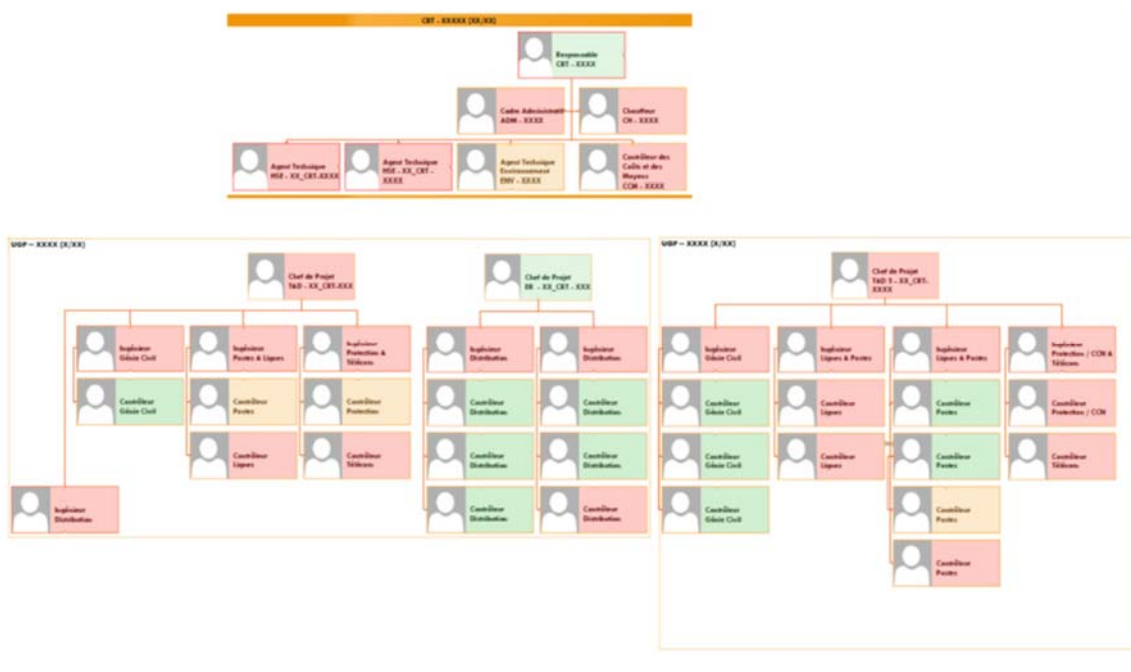 CRT - XXXXX [XX/XX]
Responsable
CRT - XXXX
Cadre Administratif
ADM - XXXX
Chauffeur
CH - XXXX
Agent Technique
HSE - XX_CRT-XXXX
Agent Technique
HSE - XX_CRT -
XXXX
Agent Technique
Environnement
ENV - XXXX
Contrôleur des
Coûts et des
Moyens
CCM - XXXX
UGP – XXXX [X/XX]
Chef de Projet
T&D - XX_CRT-XXX
Chef de Projet
ER - XX_CRT - XXX
Ingénieur
Génie Civil
Ingénieur
Postes & Lignes
Ingénieur
Protection &
Télécom
Ingénieur
Distribution
Ingénieur
Distribution
Contrôleur
Génie Civil
Contrôleur
Postes
Contrôleur
Protection
Contrôleur
Distribution
Contrôleur
Distribution
Contrôleur
Lignes
Contrôleur
Télécom
Contrôleur
Distribution
Contrôleur
Distribution
Ingénieur
Distribution
Contrôleur
Distribution
Contrôleur
Distribution
UGP – XXXX [X/XX]
Chef de Projet
T&D 1 - XX_CRT-
XXXX
Ingénieur
Génie Civil
Ingénieur
Lignes & Postes
Ingénieur
Lignes & Postes
Ingénieur
Protection / CCN &
Télécom
Contrôleur
Génie Civil
Contrôleur
Lignes
Contrôleur
Postes
Contrôleur
Protection / CCN
Contrôleur
Génie Civil
Contrôleur
Lignes
Contrôleur
Postes
Contrôleur
Télécom
Contrôleur
Génie Civil
Contrôleur
Postes
Contrôleur
Postes